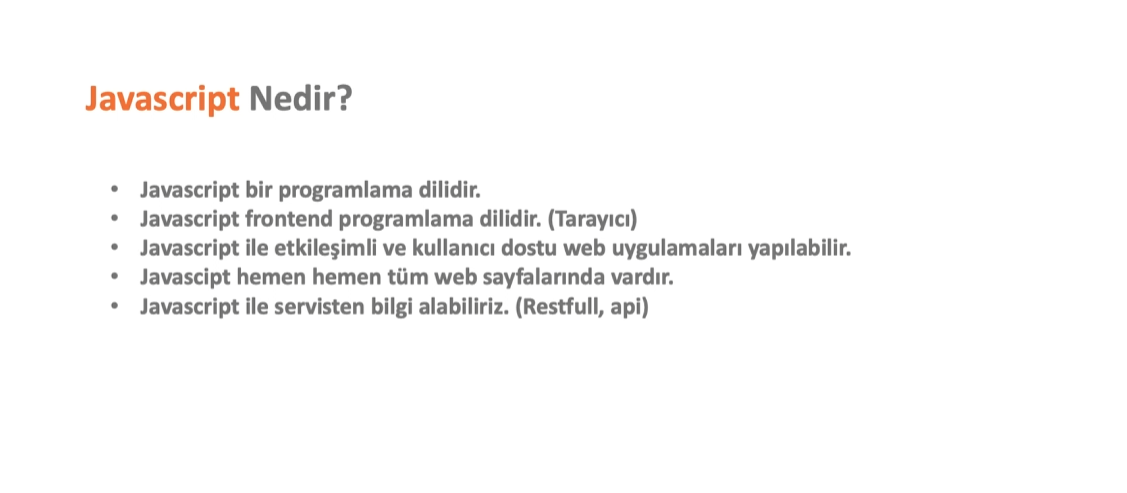 Javascript Nedir?
• Javascript bir programlama dilidir.
• Javascript frontend programlama dilidir. (Tarayıcı)
• Javascript ile etkileşimli ve kullanıcı dostu web uygulamaları yapılabilir.
• Javascipt hemen hemen tüm web sayfalarında vardır.
• Javascript ile servisten bilgi alabiliriz. (Restfull, api)